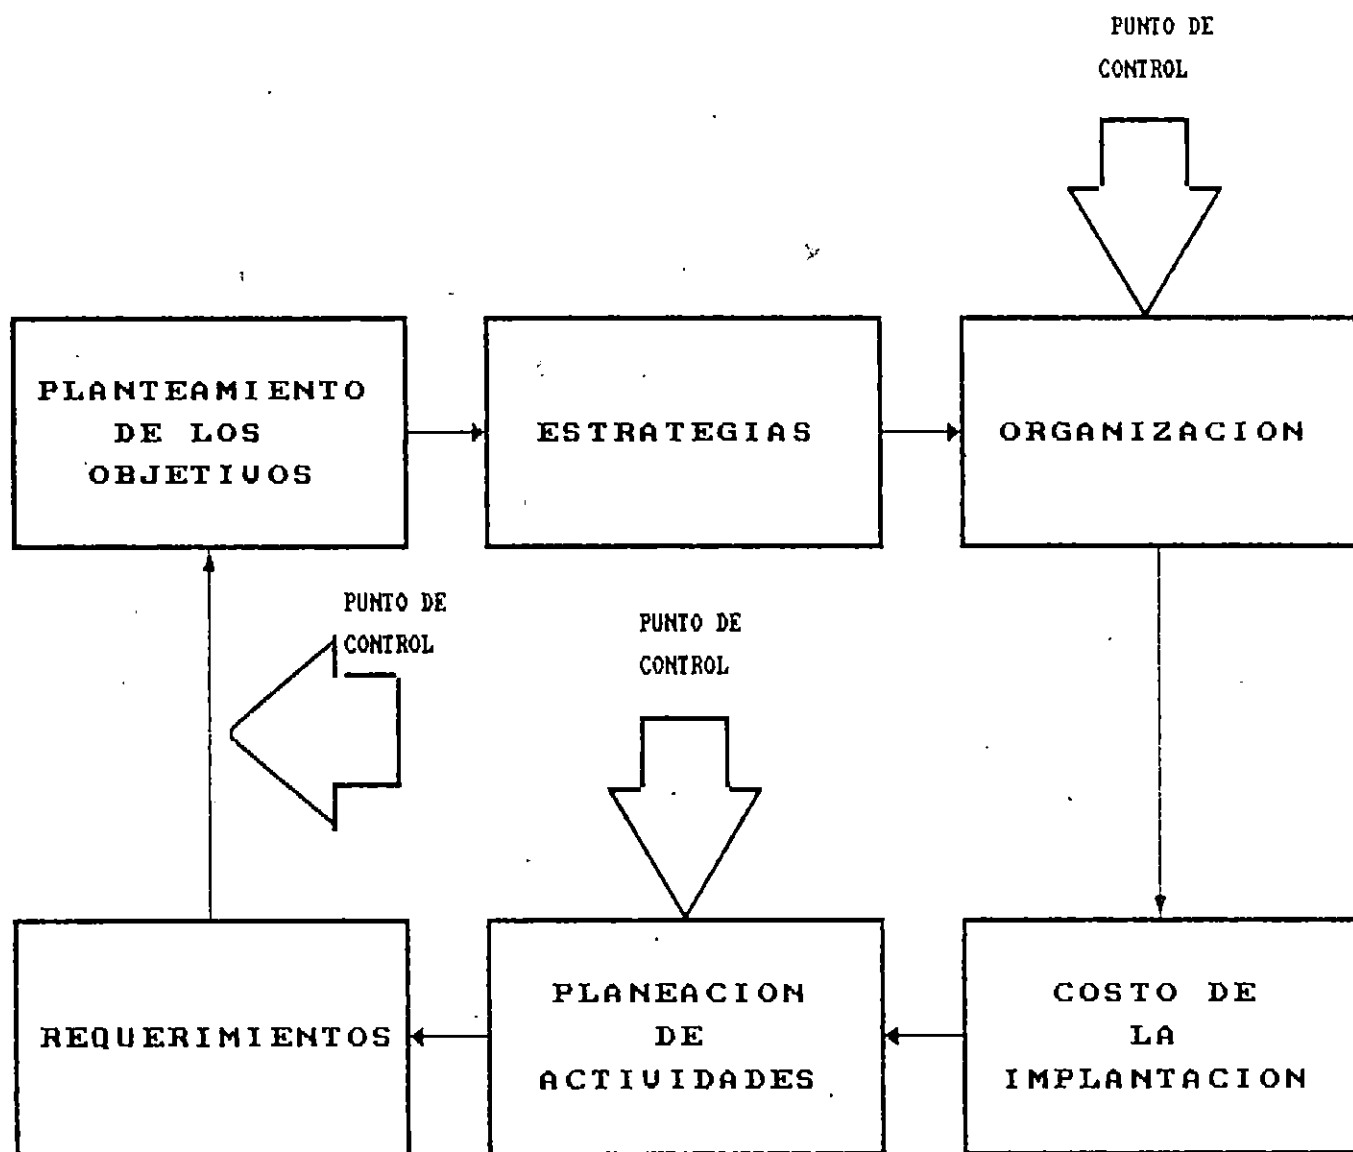 PUNTO DE
CONTROL
PLANTEAMIENTO
DE LOS
OBJETIVOS
ESTRATEGIAS
ORGANIZACION
PUNTO DE
CONTROL
PUNTO DE
CONTROL
REQUERIMIENTOS
PLANEACION
DE
ACTIVIDADES
COSTO DE
LA
IMPLANTACION